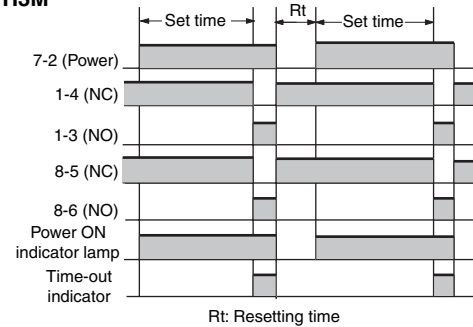 Rt
Set time
Set time
7-2 (Power)
1-4 (NC)
1-3 (NO)
8-5 (NC)
8-6 (NO)
Power ON
indicator lamp
Time-out
indicator
Rt: Resetting time